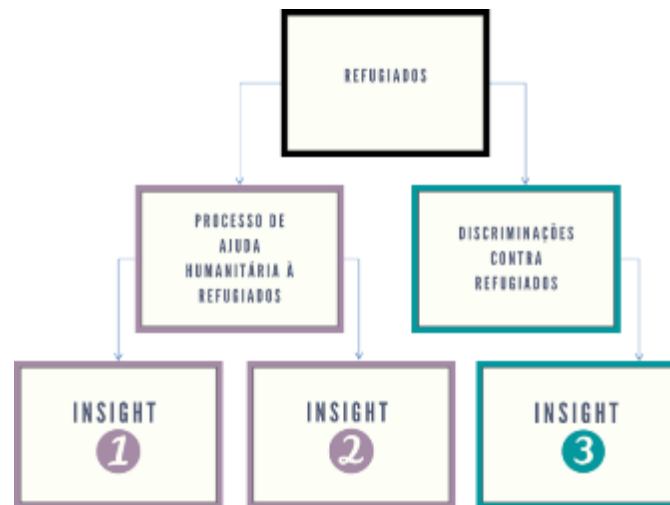 REFUGIADOS
PROCESSO DE
AJUDA
HUMANITÁRIA À
REFUGIADOS
DISCRIMINAÇÕES
CONTRA
REFUGIADOS
INSIGHT
1
INSIGHT
2
INSIGHT
3